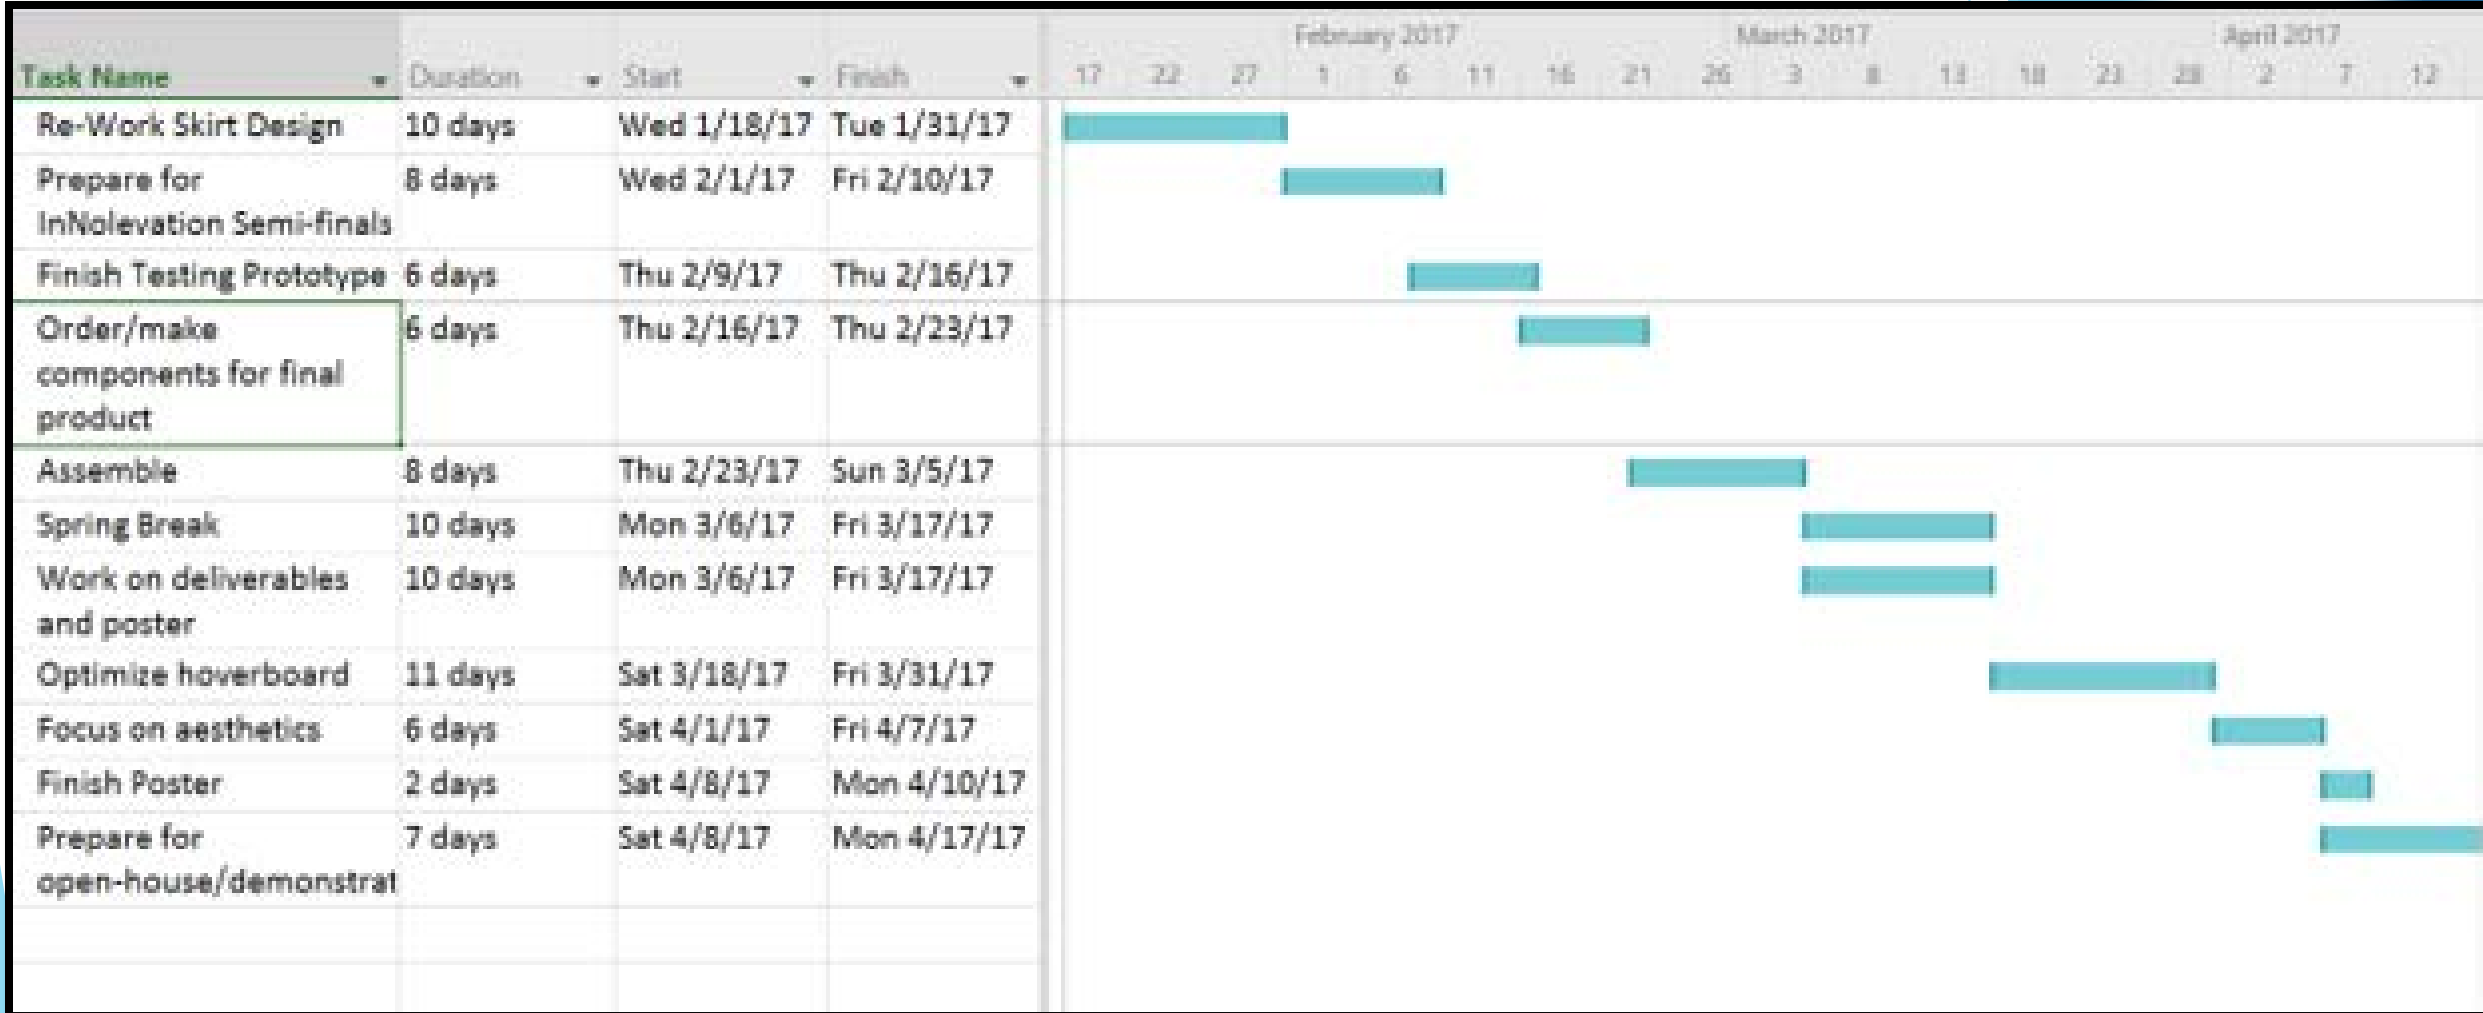 February 2017 March 2017 April 2017
Task Name Duration Start Finish 17 22 27 1 6 11 16 21 26 3 8 13 18 23 28 2 7 12
Re-Work Skirt Design 10 days Wed 1/18/17 Tue 1/31/17
Prepare for 8 days Wed 2/1/17 Fri 2/10/17
InNolevation Semi-finals
Finish Testing Prototype 6 days Thu 2/9/17 Thu 2/16/17
Order/make 6 days Thu 2/16/17 Thu 2/23/17
components for final
product
Assemble 8 days Thu 2/23/17 Sun 3/5/17
Spring Break 10 days Mon 3/6/17 Fri 3/17/17
Work on deliverables 10 days Mon 3/6/17 Fri 3/17/17
and poster
Optimize hoverboard 11 days Sat 3/18/17 Fri 3/31/17
Focus on aesthetics 6 days Sat 4/1/17 Fri 4/7/17
Finish Poster 2 days Sat 4/8/17 Mon 4/10/17
Prepare for 7 days Sat 4/8/17 Mon 4/17/17
open-house/demonstrat